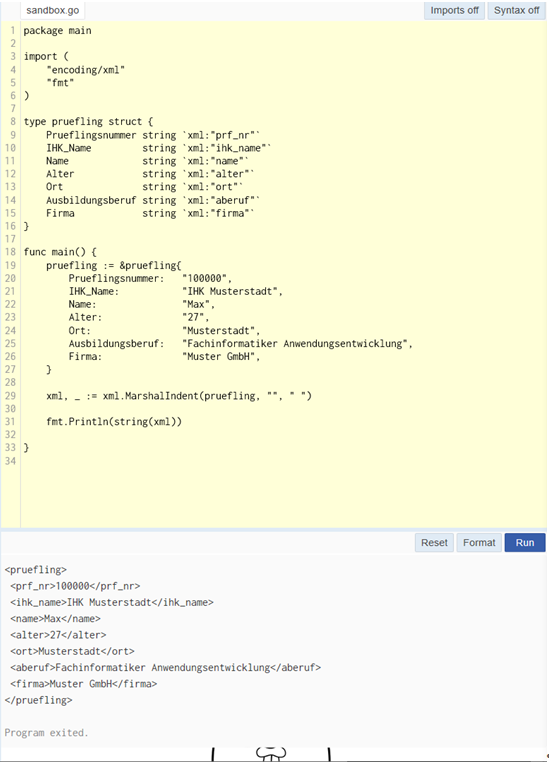 sandbox.go Imports off Syntax off
1 package main
2
3 import (
4     "encoding/xml"
5     "fmt"
6 )
7
8 type pruefling struct {
9     Prueflingsnummer string `xml:"prf_nr"`
10     IHK_Name         string `xml:"ihk_name"`
11     Name             string `xml:"name"`
12     Alter            string `xml:"alter"`
13     Ort              string `xml:"ort"`
14     Ausbildungsberuf string `xml:"aberuf"`
15     Firma            string `xml:"firma"`
16 }
17
18 func main() {
19     pruefling := &pruefling{
20         Prueflingsnummer:   "100000",
21         IHK_Name:           "IHK Musterstadt",
22         Name:               "Max",
23         Alter:              "27",
24         Ort:                "Musterstadt",
25         Ausbildungsberuf:   "Fachinformatiker Anwendungsentwicklung",
26         Firma:              "Muster GmbH",
27     }
28
29     xml, _ := xml.MarshalIndent(pruefling, "", " ")
30
31     fmt.Println(string(xml))
32
33 }
34
Reset Format Run
<pruefling>
 <prf_nr>100000</prf_nr>
 <ihk_name>IHK Musterstadt</ihk_name>
 <name>Max</name>
 <alter>27</alter>
 <ort>Musterstadt</ort>
 <aberuf>Fachinformatiker Anwendungsentwicklung</aberuf>
 <firma>Muster GmbH</firma>
</pruefling>
Program exited.